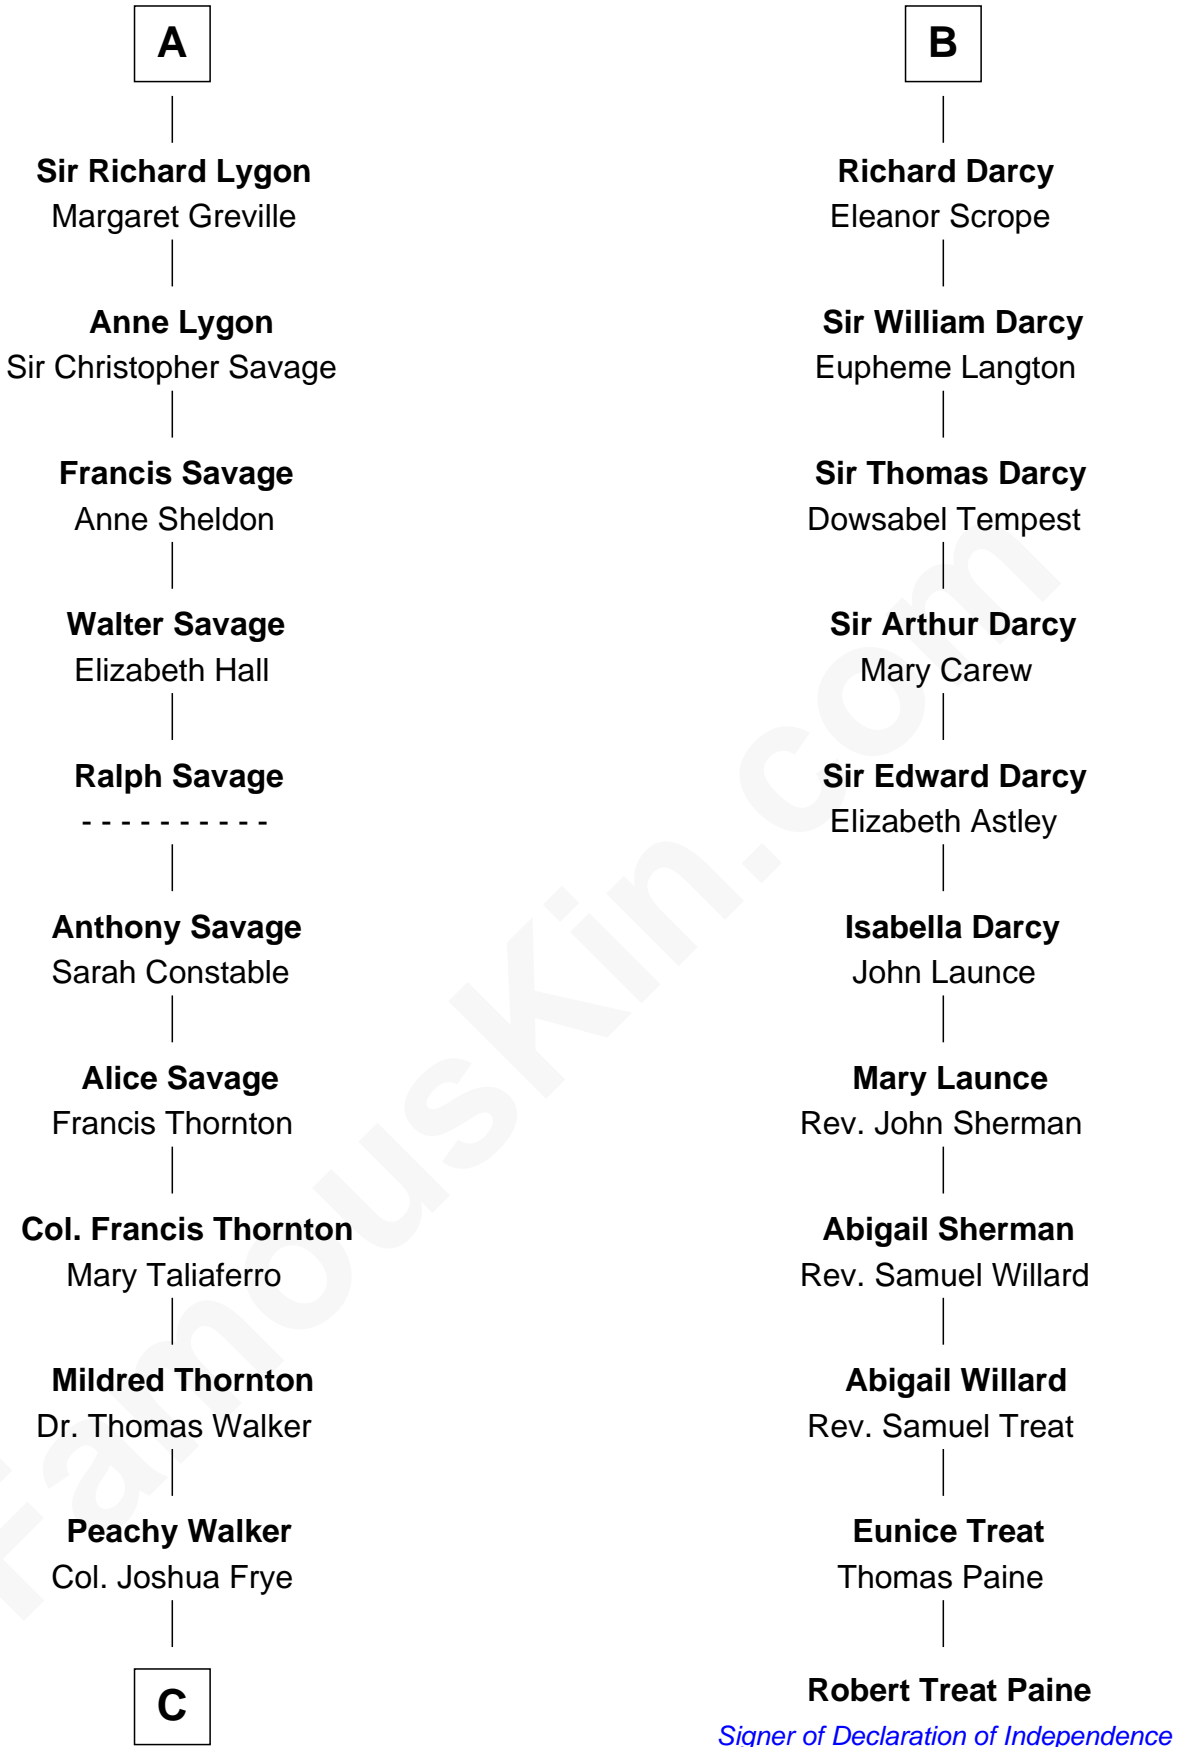 A
Sir Richard Lygon
Margaret Greville
Anne Lygon
Sir Christopher Savage
Francis Savage
Anne Sheldon
Walter Savage
Elizabeth Hall
Ralph Savage
- - - - - - - - - -
Anthony Savage
Sarah Constable
Alice Savage
Francis Thornton
Col. Francis Thornton
Mary Taliaferro
Mildred Thornton
Dr. Thomas Walker
Peachy Walker
Col. Joshua Frye
C
B
Richard Darcy
Eleanor Scrope
Sir William Darcy
Eupheme Langton
Sir Thomas Darcy
Dowsabel Tempest
Sir Arthur Darcy
Mary Carew
Sir Edward Darcy
Elizabeth Astley
Isabella Darcy
John Launce
Mary Launce
Rev. John Sherman
Abigail Sherman
Rev. Samuel Willard
Abigail Willard
Rev. Samuel Treat
Eunice Treat
Thomas Paine
Robert Treat Paine
Signer of Declaration of Independence
FamousKin.com